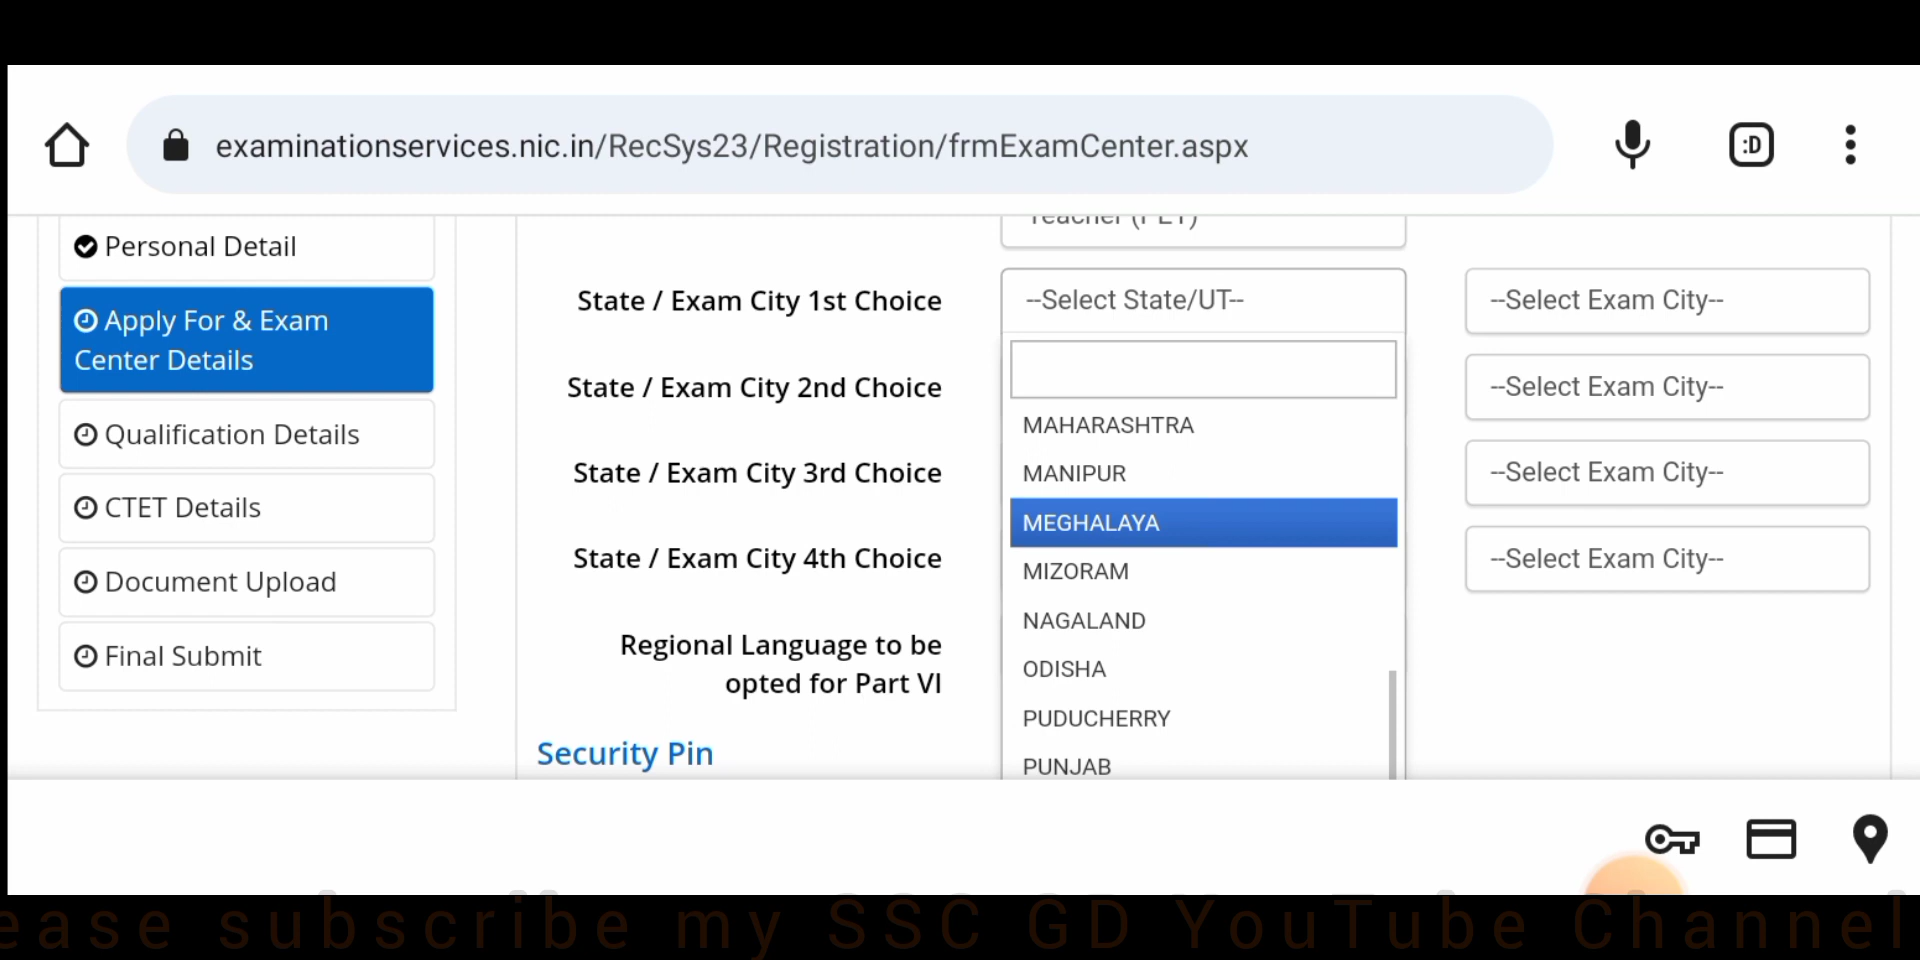 examinationservices.nic.in/RecSys23/Registration/frmExamCenter.aspx
:D
Teacher (PET)
Personal Detail
Apply For & Exam
Center Details
Qualification Details
CTET Details
Document Upload
Final Submit
State / Exam City 1st Choice
--Select State/UT--
--Select Exam City--
State / Exam City 2nd Choice
--Select Exam City--
State / Exam City 3rd Choice
--Select Exam City--
State / Exam City 4th Choice
--Select Exam City--
MAHARASHTRA
MANIPUR
MEGHALAYA
MIZORAM
NAGALAND
ODISHA
PUDUCHERRY
PUNJAB
Regional Language to be
opted for Part VI
Security Pin
ease subscribe my SSC GD YouTube Channel